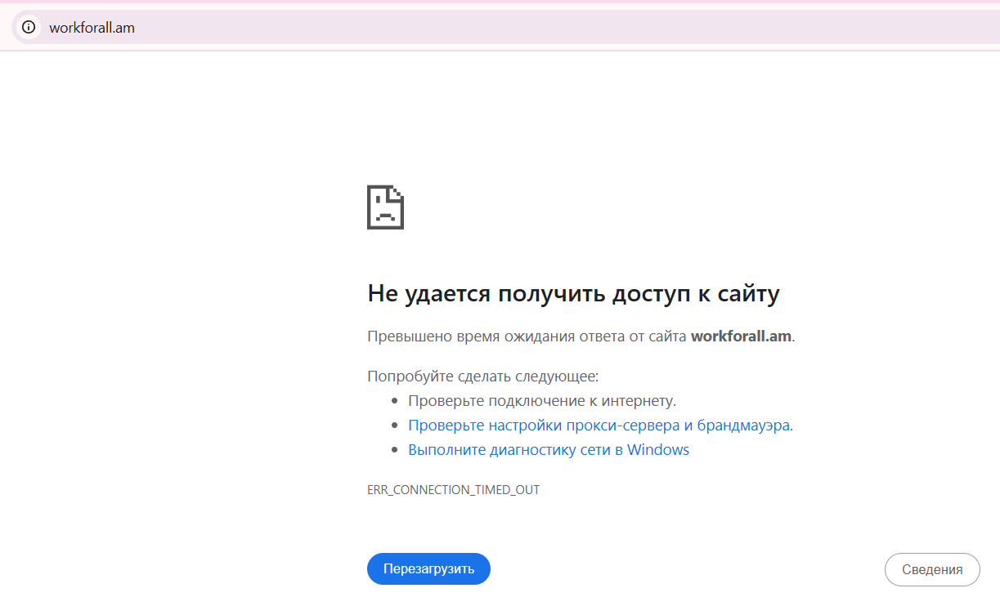 workforall.am
Не удается получить доступ к сайту
Превышено время ожидания ответа от сайта workforall.am.
Попробуйте сделать следующее:
Проверьте подключение к интернету.
Проверьте настройки прокси-сервера и брандмауэра.
Выполните диагностику сети в Windows
ERR_CONNECTION_TIMED_OUT
Перезагрузить
Сведения